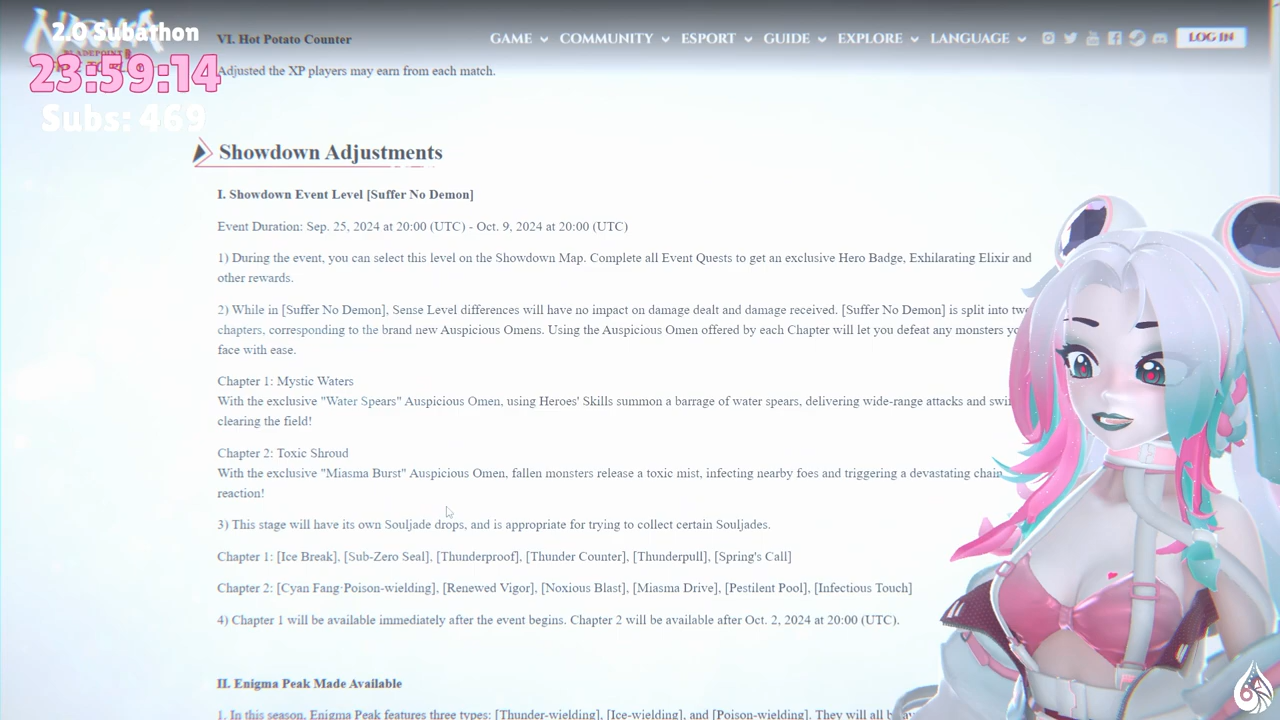 2.0 Subathon
23:59:14
Subs: 469
GAME COMMUNITY ESPORT GUIDE EXPLORE LANGUAGE LOG IN
VI. Hot Potato Counter
Adjusted the XP players may earn from each match.
Showdown Adjustments
I. Showdown Event Level [Suffer No Demon]
Event Duration: Sep. 25, 2024 at 20:00 (UTC) - Oct. 9, 2024 at 20:00 (UTC)
1) During the event, you can select this level on the Showdown Map. Complete all Event Quests to get an exclusive Hero Badge, Exhilarating Elixir and
other rewards.
2) While in [Suffer No Demon], Sense Level differences will have no impact on damage dealt and damage received. [Suffer No Demon] is split into two
chapters, corresponding to the brand new Auspicious Omens. Using the Auspicious Omen offered by each Chapter will let you defeat any monsters
face with ease.
Chapter 1: Mystic Waters
With the exclusive "Water Spears" Auspicious Omen, using Heroes' Skills summon a barrage of water spears, delivering wide-range attacks and
clearing the field!
Chapter 2: Toxic Shroud
With the exclusive "Miasma Burst" Auspicious Omen, fallen monsters release a toxic mist, infecting nearby foes and triggering a devastating chain
reaction!
3) This stage will have its own Souljade drops, and is appropriate for trying to collect certain Souljades.
Chapter 1: [Ice Break], [Sub-Zero Seal], [Thunderproof], [Thunder Counter], [Thunderpull], [Spring's Call]
Chapter 2: [Cyan Fang·Poison-wielding], [Renewed Vigor], [Noxious Blast], [Miasma Drive], [Pestilent Pool], [Infectious Touch]
4) Chapter 1 will be available immediately after the event begins. Chapter 2 will be available after Oct. 2, 2024 at 20:00 (UTC).
II. Enigma Peak Made Available
1. In this season, Enigma Peak features three types: [Thunder-wielding], [Ice-wielding], and [Poison-wielding]. They will all